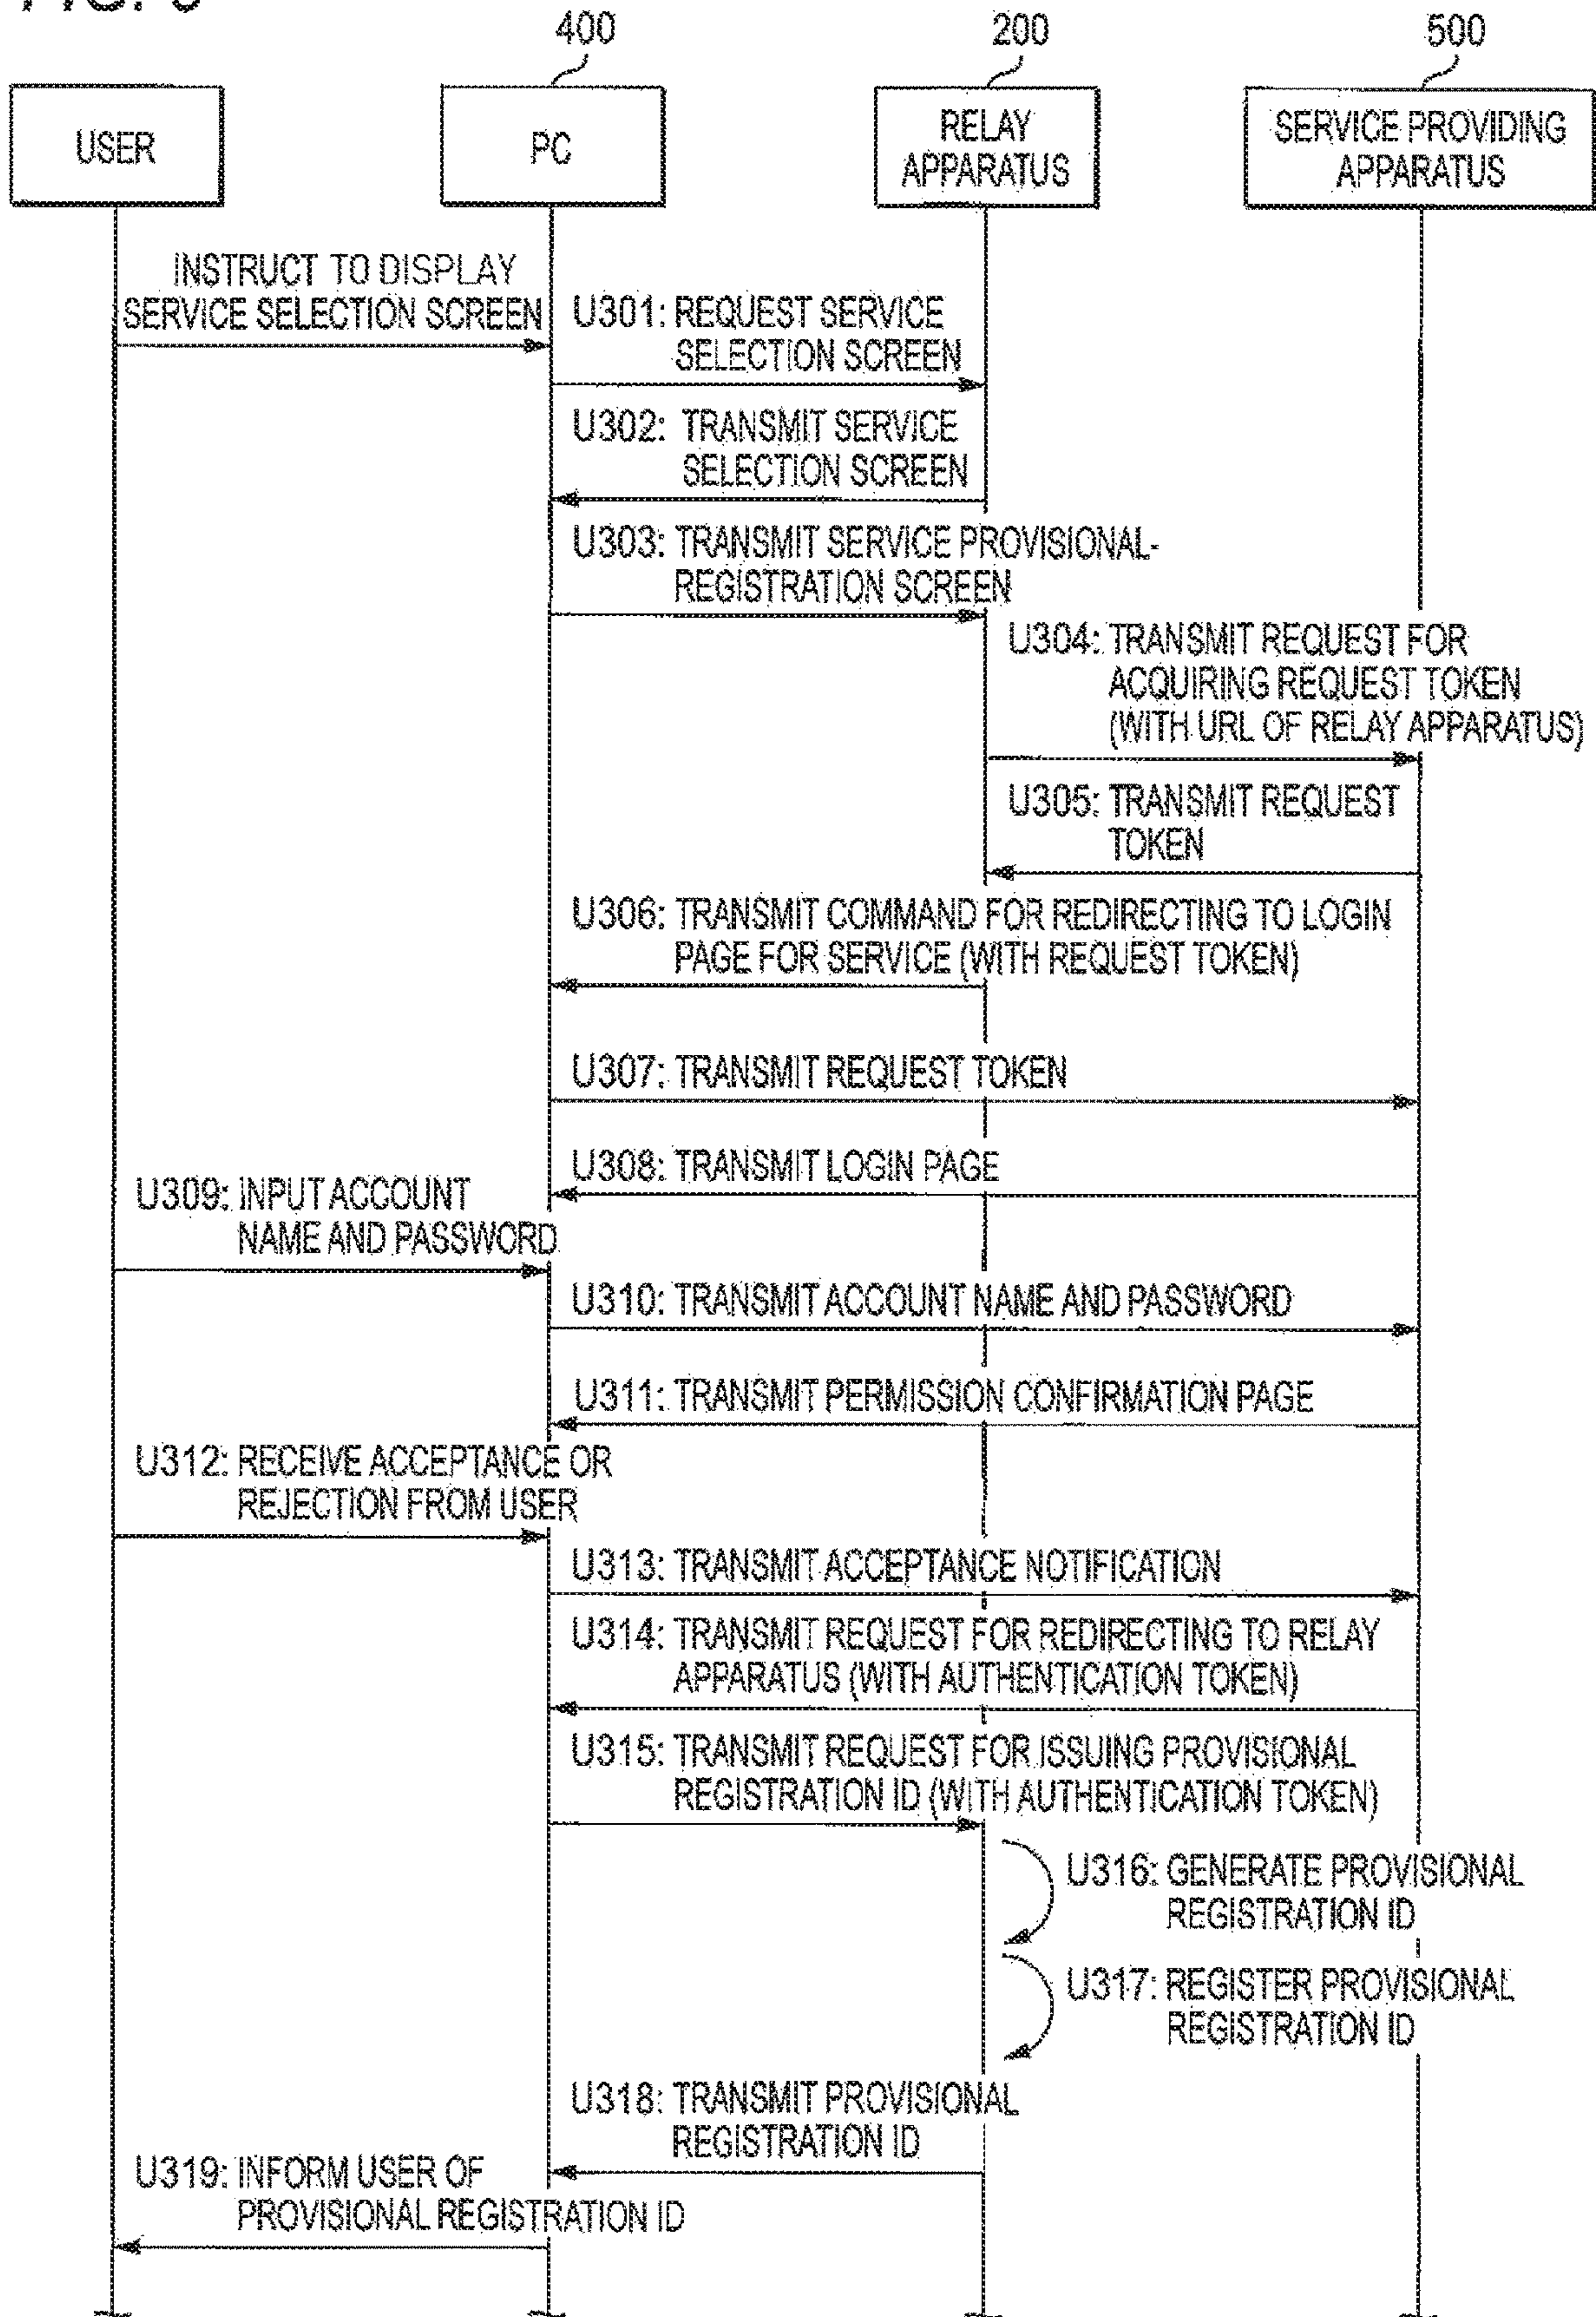 400
200
500
USER
PC
RELAY
APPARATUS
SERVICE PROVIDING
APPARATUS
INSTRUCT TO DISPLAY
SERVICE SELECTION SCREEN
U301: REQUEST SERVICE
SELECTION SCREEN
U302: TRANSMIT SERVICE
SELECTION SCREEN
U303: TRANSMIT SERVICE PROVISIONAL-
REGISTRATION SCREEN
U304: TRANSMIT REQUEST FOR
ACQUIRING REQUEST TOKEN
(WITH URL OF RELAY APPARATUS)
U305: TRANSMIT REQUEST
TOKEN
U306: TRANSMIT COMMAND FOR REDIRECTING TO LOGIN
PAGE FOR SERVICE (WITH REQUEST TOKEN)
U307: TRANSMIT REQUEST TOKEN
U308: TRANSMIT LOGIN PAGE
U309: INPUT ACCOUNT
NAME AND PASSWORD
U310: TRANSMIT ACCOUNT NAME AND PASSWORD
U311: TRANSMIT PERMISSION CONFIRMATION PAGE
U312: RECEIVE ACCEPTANCE OR
REJECTION FROM USER
U313: TRANSMIT ACCEPTANCE NOTIFICATION
U314: TRANSMIT REQUEST FOR REDIRECTING TO RELAY
APPARATUS (WITH AUTHENTICATION TOKEN)
U315: TRANSMIT REQUEST FOR ISSUING PROVISIONAL
REGISTRATION ID (WITH AUTHENTICATION TOKEN)
U316: GENERATE PROVISIONAL
REGISTRATION ID
U317: REGISTER PROVISIONAL
REGISTRATION ID
U318: TRANSMIT PROVISIONAL
REGISTRATION ID
U319: INFORM USER OF
PROVISIONAL REGISTRATION ID